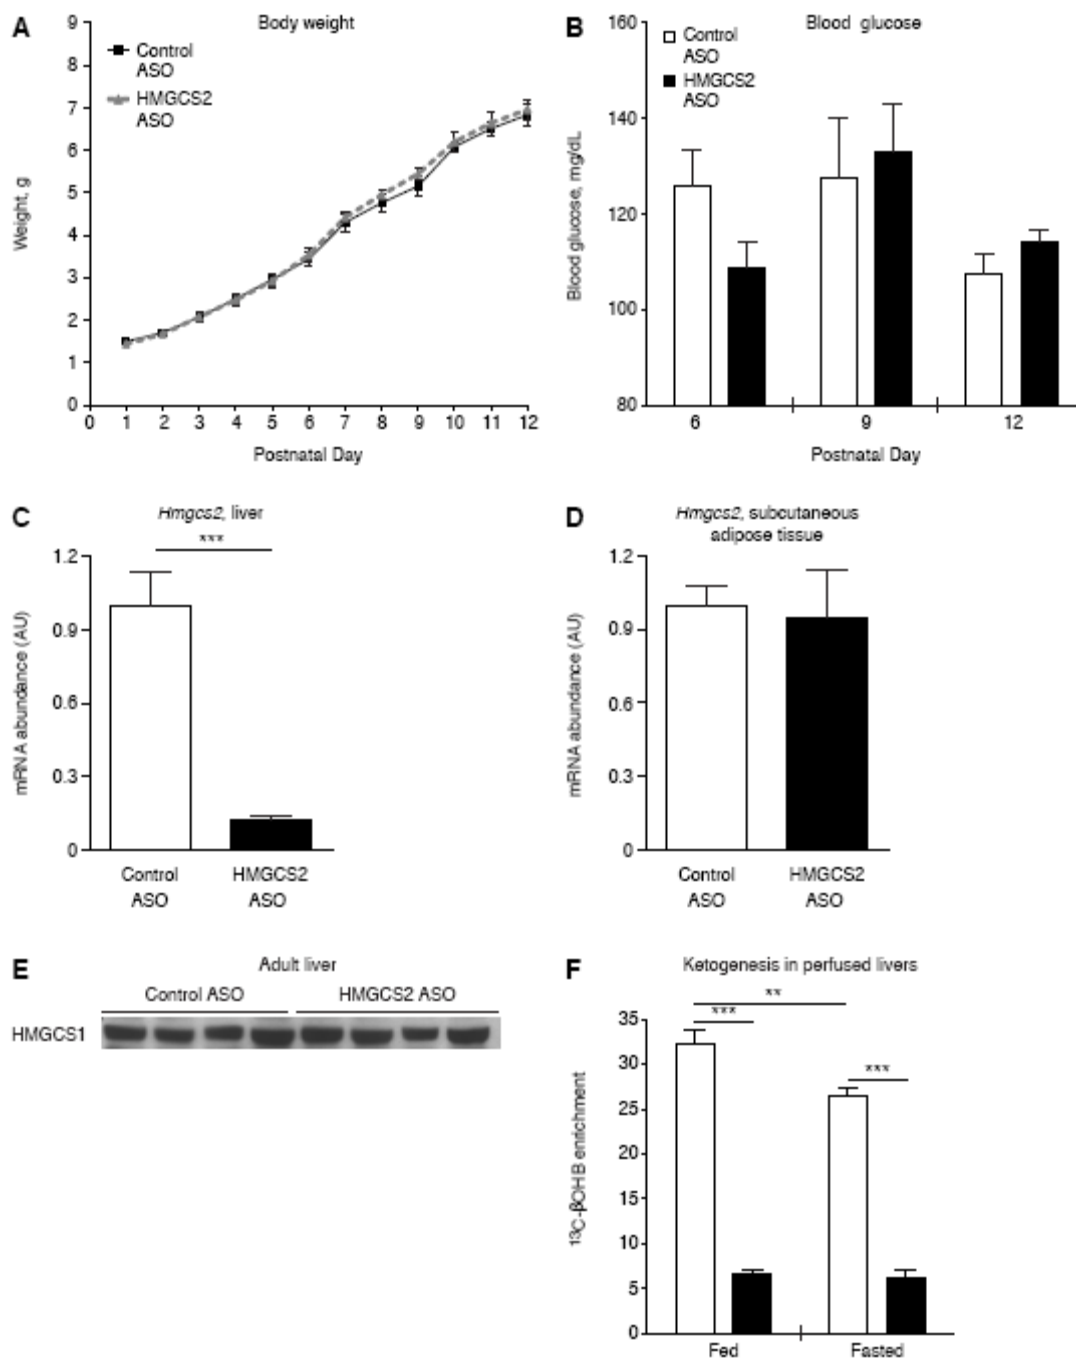 A
Body weight
Control
ASO
HMGCS2
ASO
Weight, g
9
8
7
6
5
4
3
2
1
0
0 1 2 3 4 5 6 7 8 9 10 11 12
Postnatal Day
B
Blood glucose
Control
ASO
HMGCS2
ASO
Blood glucose, mg/dL
160
140
120
100
80
6 9 12
Postnatal Day
C
Hmgcs2, liver
***
mRNA abundance (AU)
1.2
0.9
0.6
0.3
0
Control
ASO
HMGCS2
ASO
D
Hmgcs2, subcutaneous
adipose tissue
mRNA abundance (AU)
1.2
0.9
0.6
0.3
0
Control
ASO
HMGCS2
ASO
E
Adult liver
Control ASO HMGCS2 ASO
HMGCS1
F
Ketogenesis in perfused livers
**
***
***
¹³C-βOHB enrichment
35
30
25
20
15
10
5
0
Fed Fasted